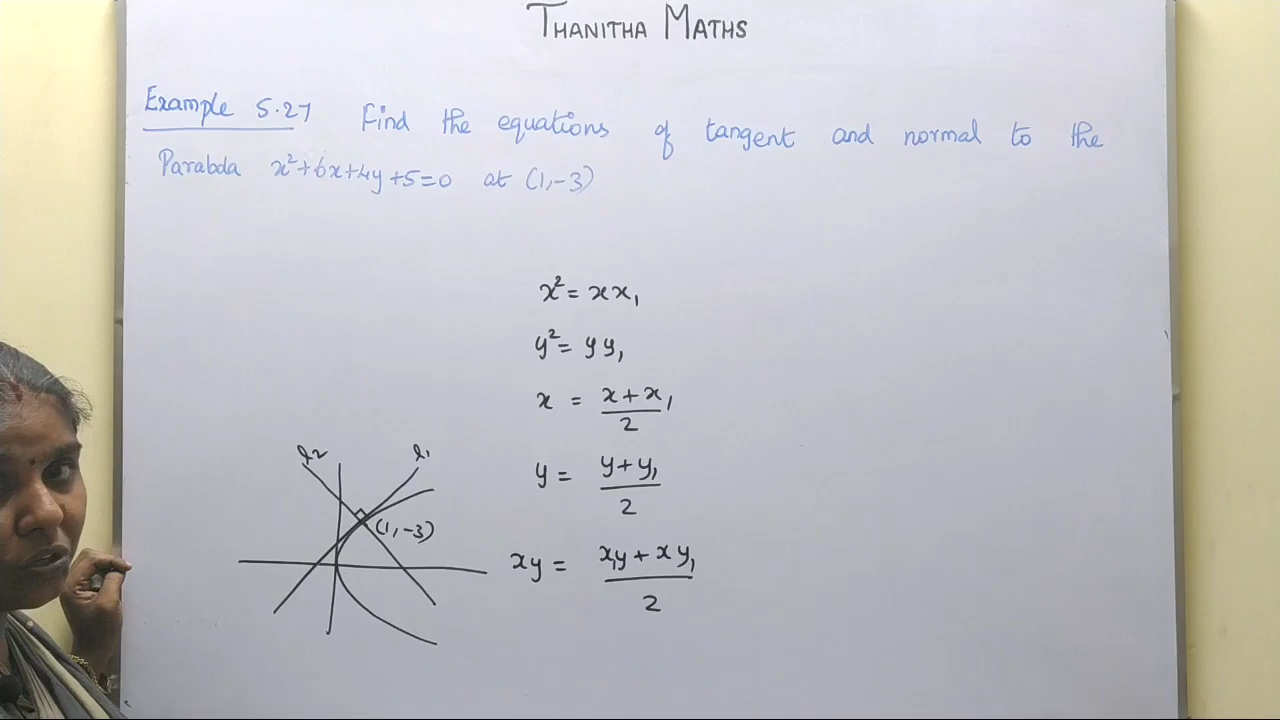 THANITHA MATHS
Example 5.27 Find the equations of tangent and normal to the
Parabola x²+6x+4y+5=0 at (1,-3)
x² = xx₁
y² = yy₁
x = (x+x₁)/2
y = (y+y₁)/2
xy = (x₁y+xy₁)/2
l2 l1
(1,-3)